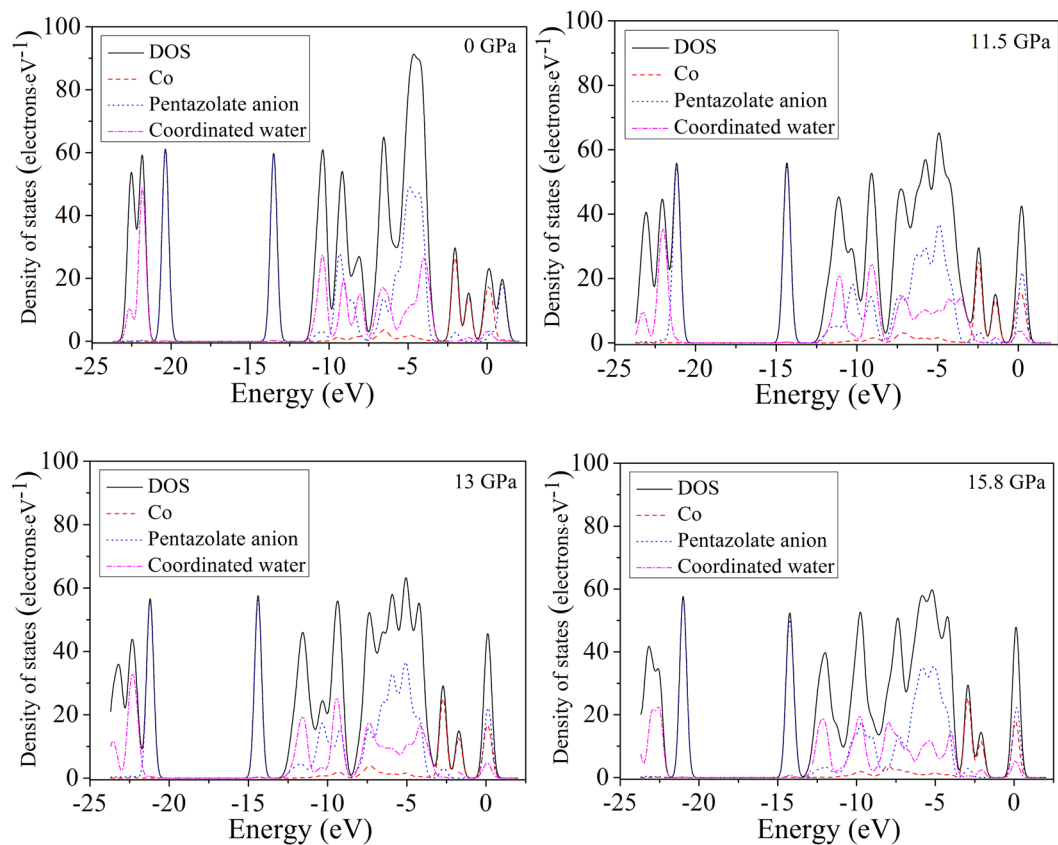 100
80
60
40
20
0
Density of states (electrons·eV⁻¹)
0 GPa
DOS
Co
Pentazolate anion
Coordinated water
-25 -20 -15 -10 -5 0
Energy (eV)
100
80
60
40
20
0
Density of states (electrons·eV⁻¹)
11.5 GPa
DOS
Co
Pentazolate anion
Coordinated water
-25 -20 -15 -10 -5 0
Energy (eV)
100
80
60
40
20
0
Density of states (electrons·eV⁻¹)
13 GPa
DOS
Co
Pentazolate anion
Coordinated water
-25 -20 -15 -10 -5 0
Energy (eV)
100
80
60
40
20
0
Density of states (electrons·eV⁻¹)
15.8 GPa
DOS
Co
Pentazolate anion
Coordinated water
-25 -20 -15 -10 -5 0
Energy (eV)